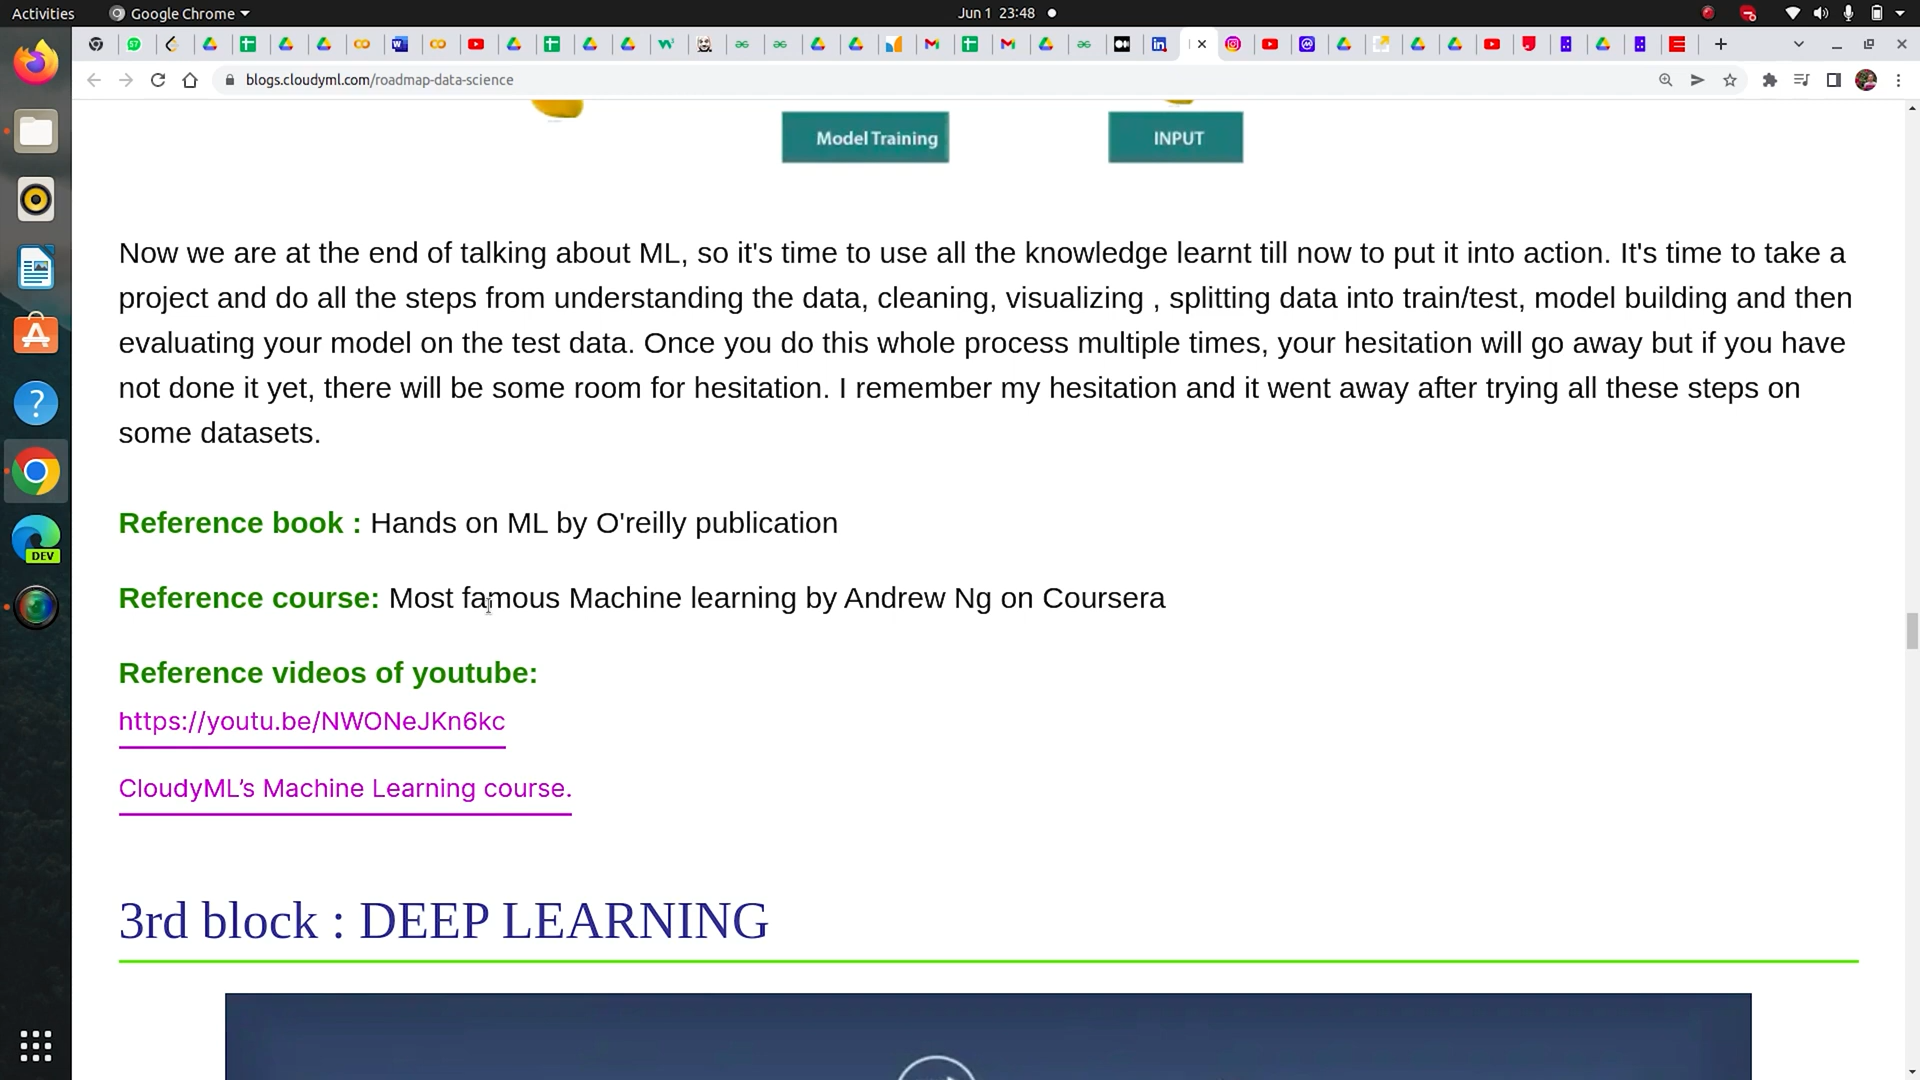 Activities
Google Chrome
Jun 1 23:48
blogs.cloudyml.com/roadmap-data-science
Model Training
INPUT
Now we are at the end of talking about ML, so it's time to use all the knowledge learnt till now to put it into action. It's time to take a
project and do all the steps from understanding the data, cleaning, visualizing , splitting data into train/test, model building and then
evaluating your model on the test data. Once you do this whole process multiple times, your hesitation will go away but if you have
not done it yet, there will be some room for hesitation. I remember my hesitation and it went away after trying all these steps on
some datasets.
Reference book : Hands on ML by O'reilly publication
Reference course: Most famous Machine learning by Andrew Ng on Coursera
Reference videos of youtube:
https://youtu.be/NWONeJKn6kc
CloudyML’s Machine Learning course.
3rd block : DEEP LEARNING
DEV